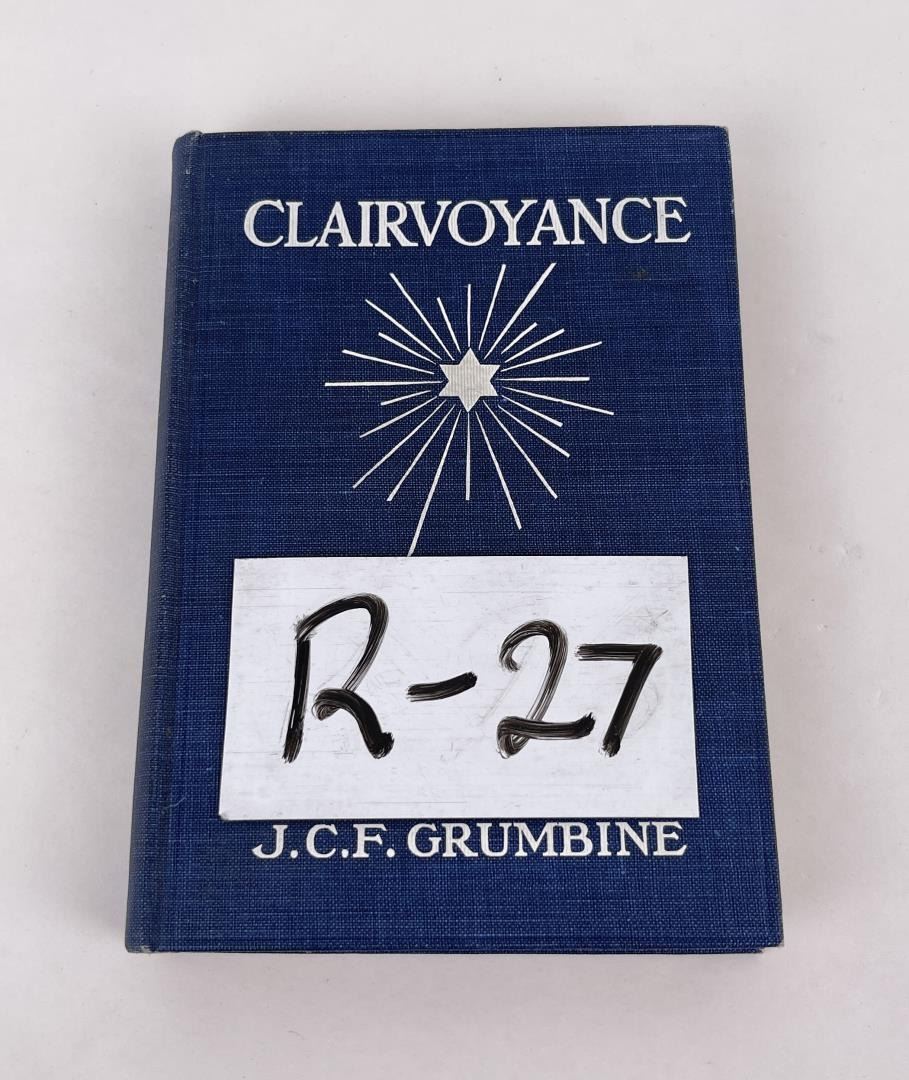 CLAIRVOYANCE
R-27
J.C.F. GRUMBINE